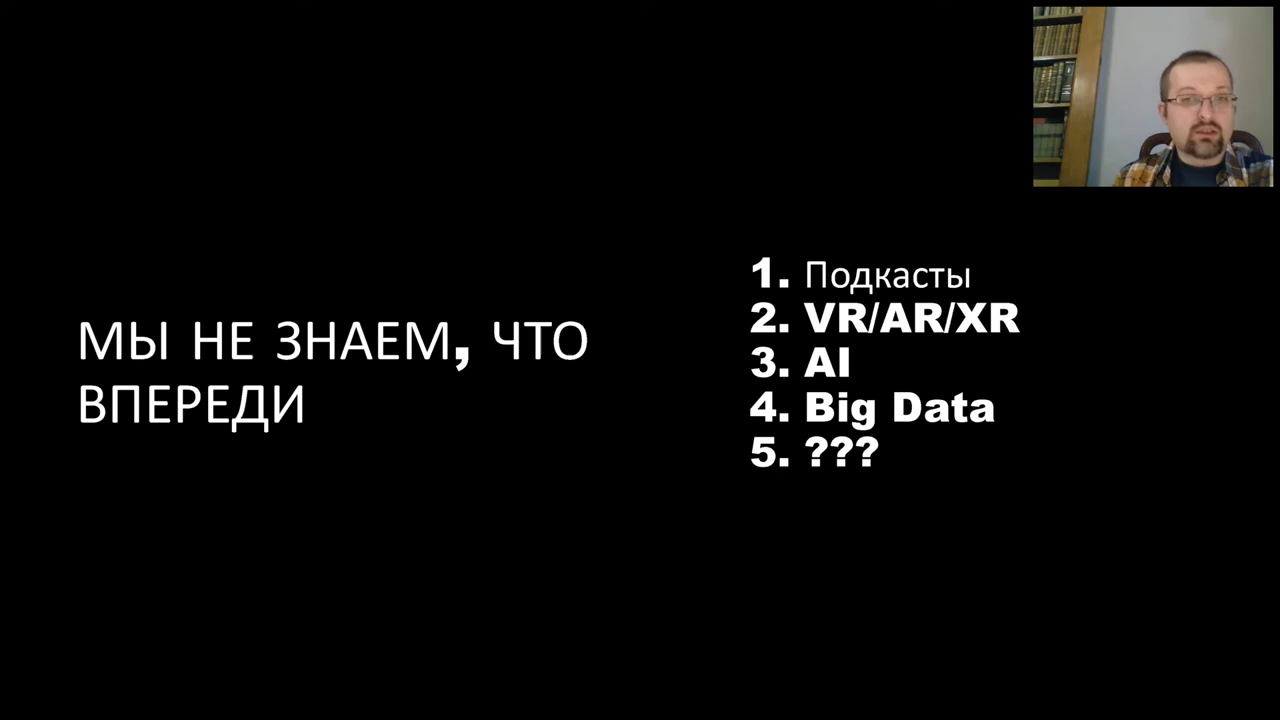 МЫ НЕ ЗНАЕМ, ЧТО
ВПЕРЕДИ
1. Подкасты
2. VR/AR/XR
3. AI
4. Big Data
5. ???